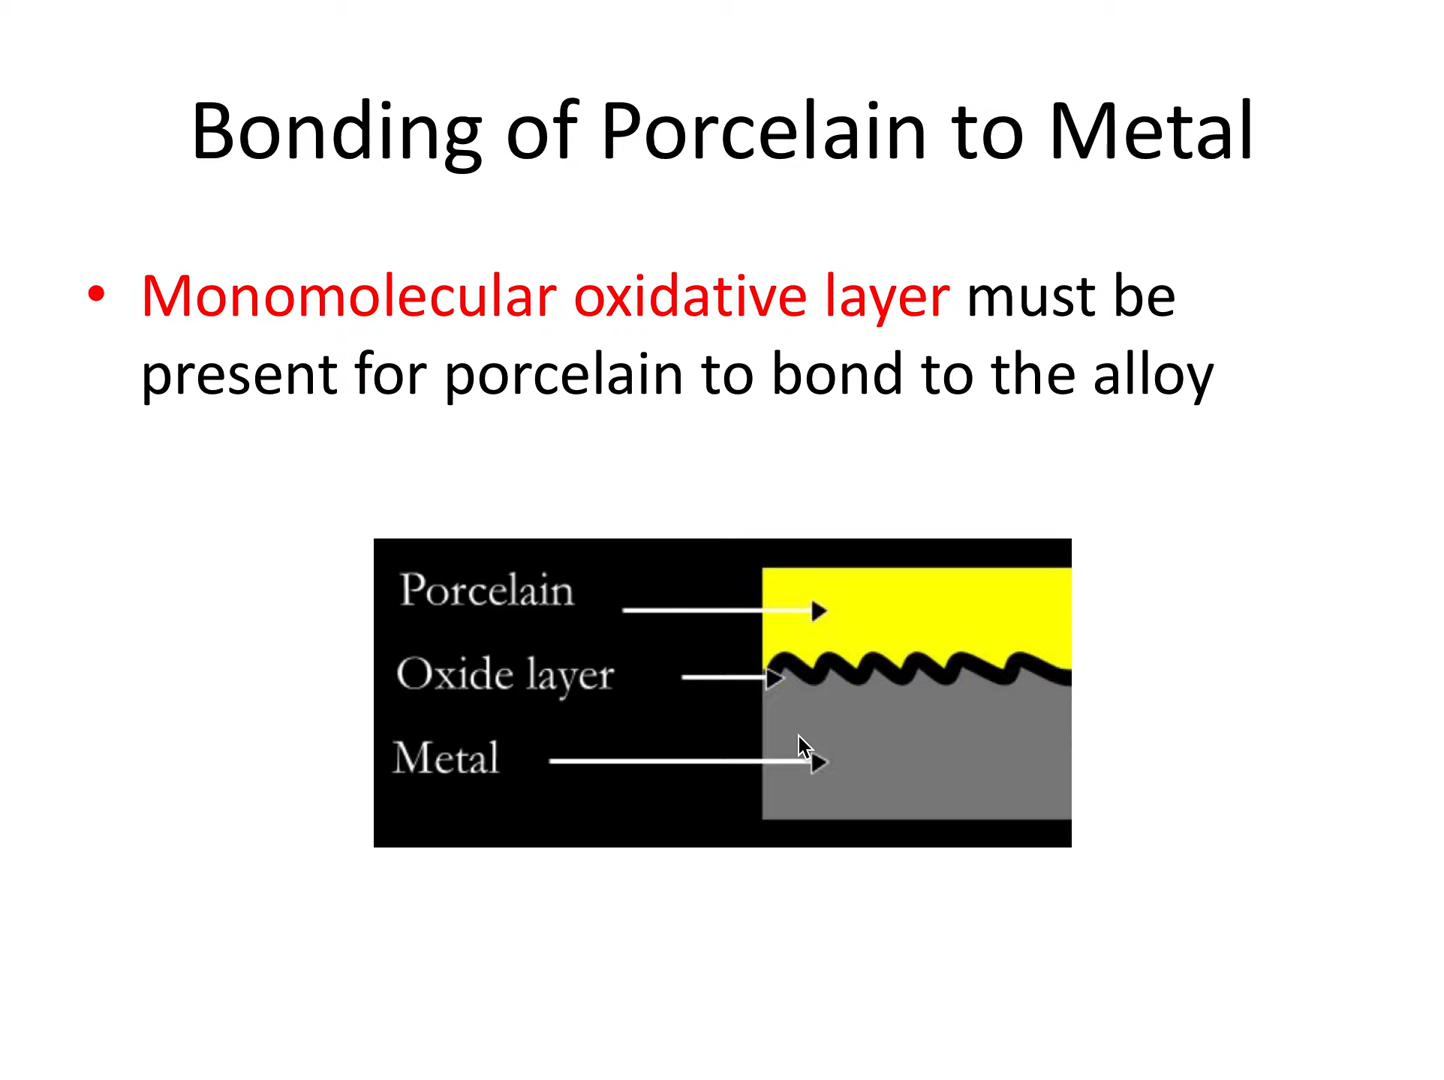 Bonding of Porcelain to Metal
• Monomolecular oxidative layer must be
present for porcelain to bond to the alloy
Porcelain
Oxide layer
Metal